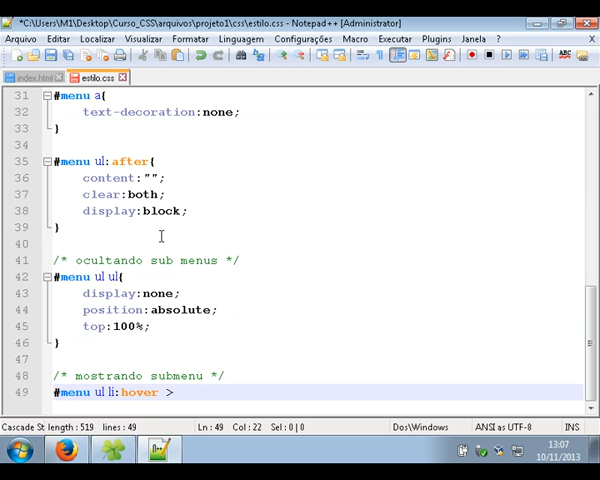 *C:\Users\M1\Desktop\Curso_CSS\arquivos\projeto1\css\estilo.css - Notepad++ [Administrator]
Arquivo Editar Localizar Visualizar Formatar Linguagem Configurações Macro Executar Plugins Janela ? X
index.html estilo.css
31 #menu a{
32 text-decoration:none;
33 }
34
35 #menu ul:after{
36 content:"";
37 clear:both;
38 display:block;
39 }
40
41 /* ocultando sub menus */
42 #menu ul ul{
43 display:none;
44 position:absolute;
45 top:100%;
46 }
47
48 /* mostrando submenu */
49 #menu ul li:hover >
Cascade St length : 519 lines : 49 Ln : 49 Col : 22 Sel : 0 | 0 Dos\Windows ANSI as UTF-8 INS
13:07
10/11/2013